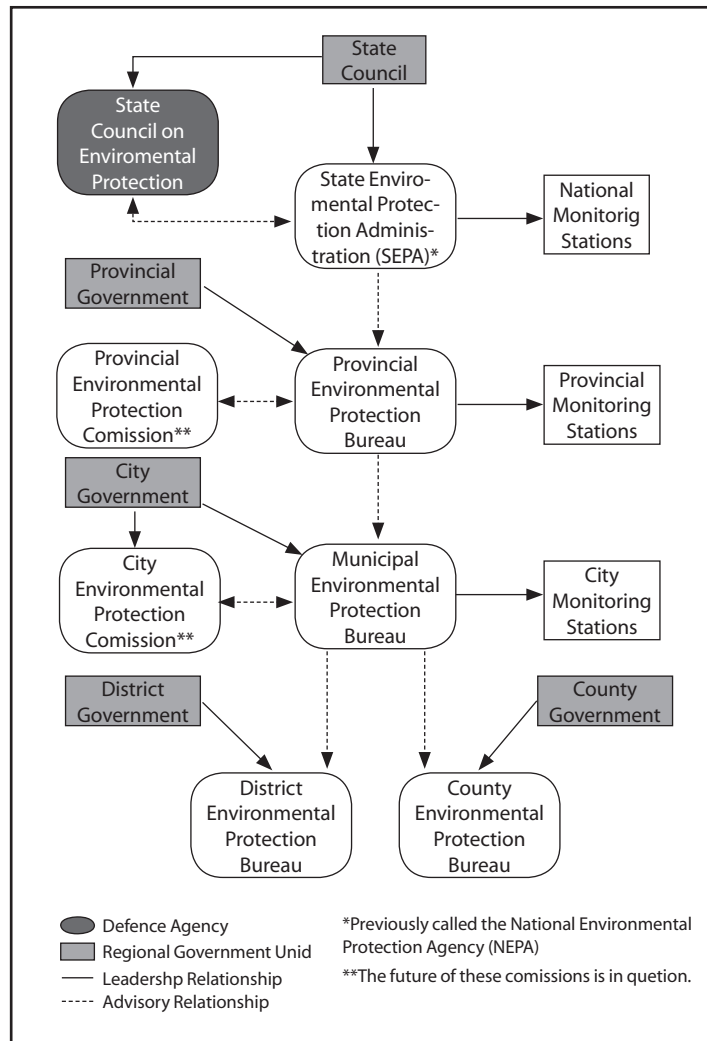 State
Council
State
Council on
Enviromental
Protection
State Enviro-
mental Protec-
tion Adminis-
tration (SEPA)*
National
Monitorig
Stations
Provincial
Government
Provincial
Environmental
Protection
Comission**
Provincial
Environmental
Protection
Bureau
Provincial
Monitoring
Stations
City
Government
City
Environmental
Protection
Comission**
Municipal
Environmental
Protection
Bureau
City
Monitoring
Stations
District
Government
County
Government
District
Environmental
Protection
Bureau
County
Environmental
Protection
Bureau
Defence Agency
Regional Government Unid
Leadershp Relationship
Advisory Relationship
*Previously called the National Environmental
Protection Agency (NEPA)
**The future of these comissions is in quetion.